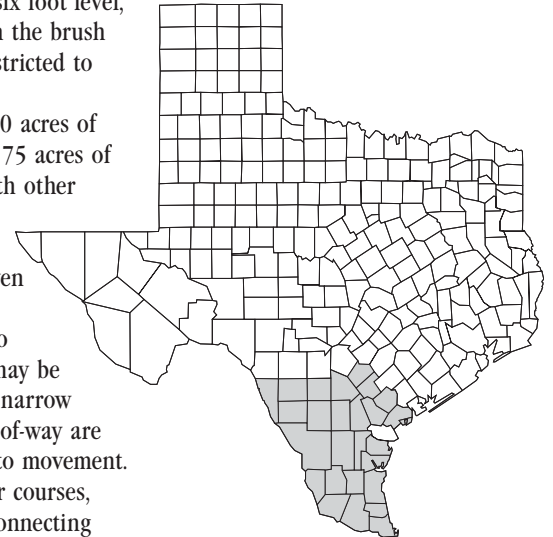 six foot level,
n the brush
stricted to
0 acres of
75 acres of
th other
en
o
may be
narrow
of-way are
to movement.
r courses,
onnecting